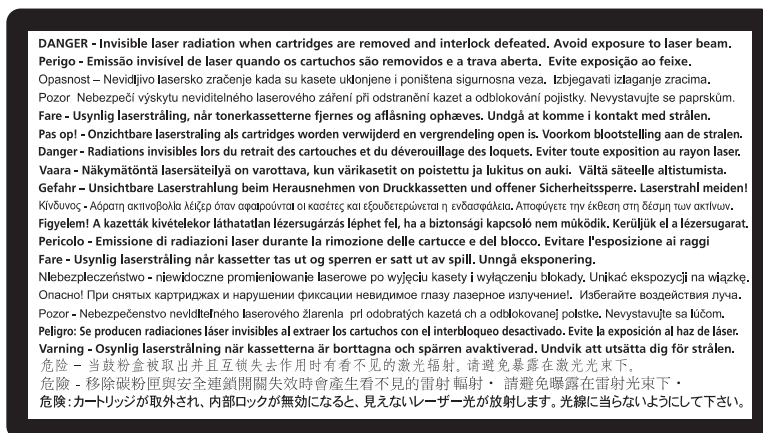 DANGER - Invisible laser radiation when cartridges are removed and interlock defeated. Avoid exposure to laser beam.
Perigo - Emissão invisível de laser quando os cartuchos são removidos e a trava aberta. Evite exposição ao feixe.
Opasnost – Nevidljivo lasersko zračenje kada su kasete uklonjene i poništena sigurnosna veza. Izbjegavati izlaganje zracima.
Pozor Nebezpečí výskytu neviditelného laserového záření při odstranění kazet a odblokování pojistky. Nevystavujte se paprskům.
Fare - Usynlig laserstråling, når tonerkassetterne fjernes og aflåsning ophæves. Undgå at komme i kontakt med strålen.
Pas op! - Onzichtbare laserstraling als cartridges worden verwijderd en vergrendeling open is. Voorkom blootstelling aan de stralen.
Danger - Radiations invisibles lors du retrait des cartouches et du déverouillage des loquets. Eviter toute exposition au rayon laser.
Vaara - Näkymätöntä lasersäteilyä on varottava, kun värikasetit on poistettu ja lukitus on auki. Vältä säteelle altistumista.
Gefahr – Unsichtbare Laserstrahlung beim Herausnehmen von Druckkassetten und offener Sicherheitssperre. Laserstrahl meiden!
Κίνδυνος - Αόρατη ακτινοβολία λέιζερ όταν αφαιρούνται οι κασέτες και εξουδετερώνεται η ενδασφάλεια. Αποφύγετε την έκθεση στη δέσμη των ακτίνων.
Figyelem! A kazetták kivételekor láthatatlan lézersugárzás léphet fel, ha a biztonsági kapcsoló nem mûködik. Kerüljük el a lézersugarat.
Pericolo - Emissione di radiazioni laser durante la rimozione delle cartucce e del blocco. Evitare l'esposizione ai raggi
Fare - Usynlig laserstråling når kassetter tas ut og sperren er satt ut av spill. Unngå eksponering.
NIebezpIeczeństwo - niewidoczne promieniowanie laserowe po wyjęciu kasety i wyłączeniu blokady. Unikać ekspozycji na wiązkę.
Опасно! При снятых картриджах и нарушении фиксации невидимое глазу лазерное излучение!. Избегайте воздействия луча.
Pozor - Nebezpečenstvo nevIdIteľného laserového žIarenIa prI odobratých kazetá ch a odblokovanej poIstke. Nevystavujte sa lúčom.
Peligro: Se producen radiaciones láser invisibles al extraer los cartuchos con el interbloqueo desactivado. Evite la exposición al haz de láser.
Varning - Osynlig laserstrålning när kassetterna är borttagna och spärren avaktiverad. Undvik att utsätta dig för strålen.
危险 – 当鼓粉盒被取出并且互锁失去作用时有看不见的激光辐射。请避免暴露在激光光束下。
危險 - 移除碳粉匣與安全連鎖開關失效時會產生看不見的雷射 輻射・ 請避免曝露在雷射光束下・
危険：カートリッジが取外され、内部ロックが無効になると、見えないレーザー光が放射します。光線に当らないようにして下さい。